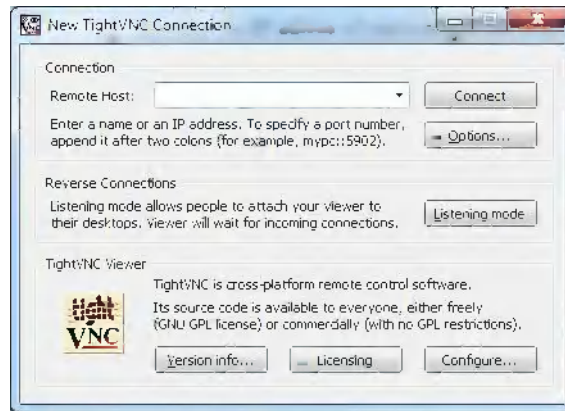 New TightVNC Connection
Connection
Remote Host:
Connect
Enter a name or an IP address. To specify a port number,
append it after two colons (for example, mypc::5902).
Options...
Reverse Connections
Listening mode allows people to attach your viewer to
their desktops. Viewer will wait for incoming connections.
Listening mode
TightVNC Viewer
TightVNC is cross-platform remote control software.
Its source code is available to everyone, either freely
(GNU GPL license) or commercially (with no GPL restrictions).
tight
VNC
Version info...
Licensing
Configure...